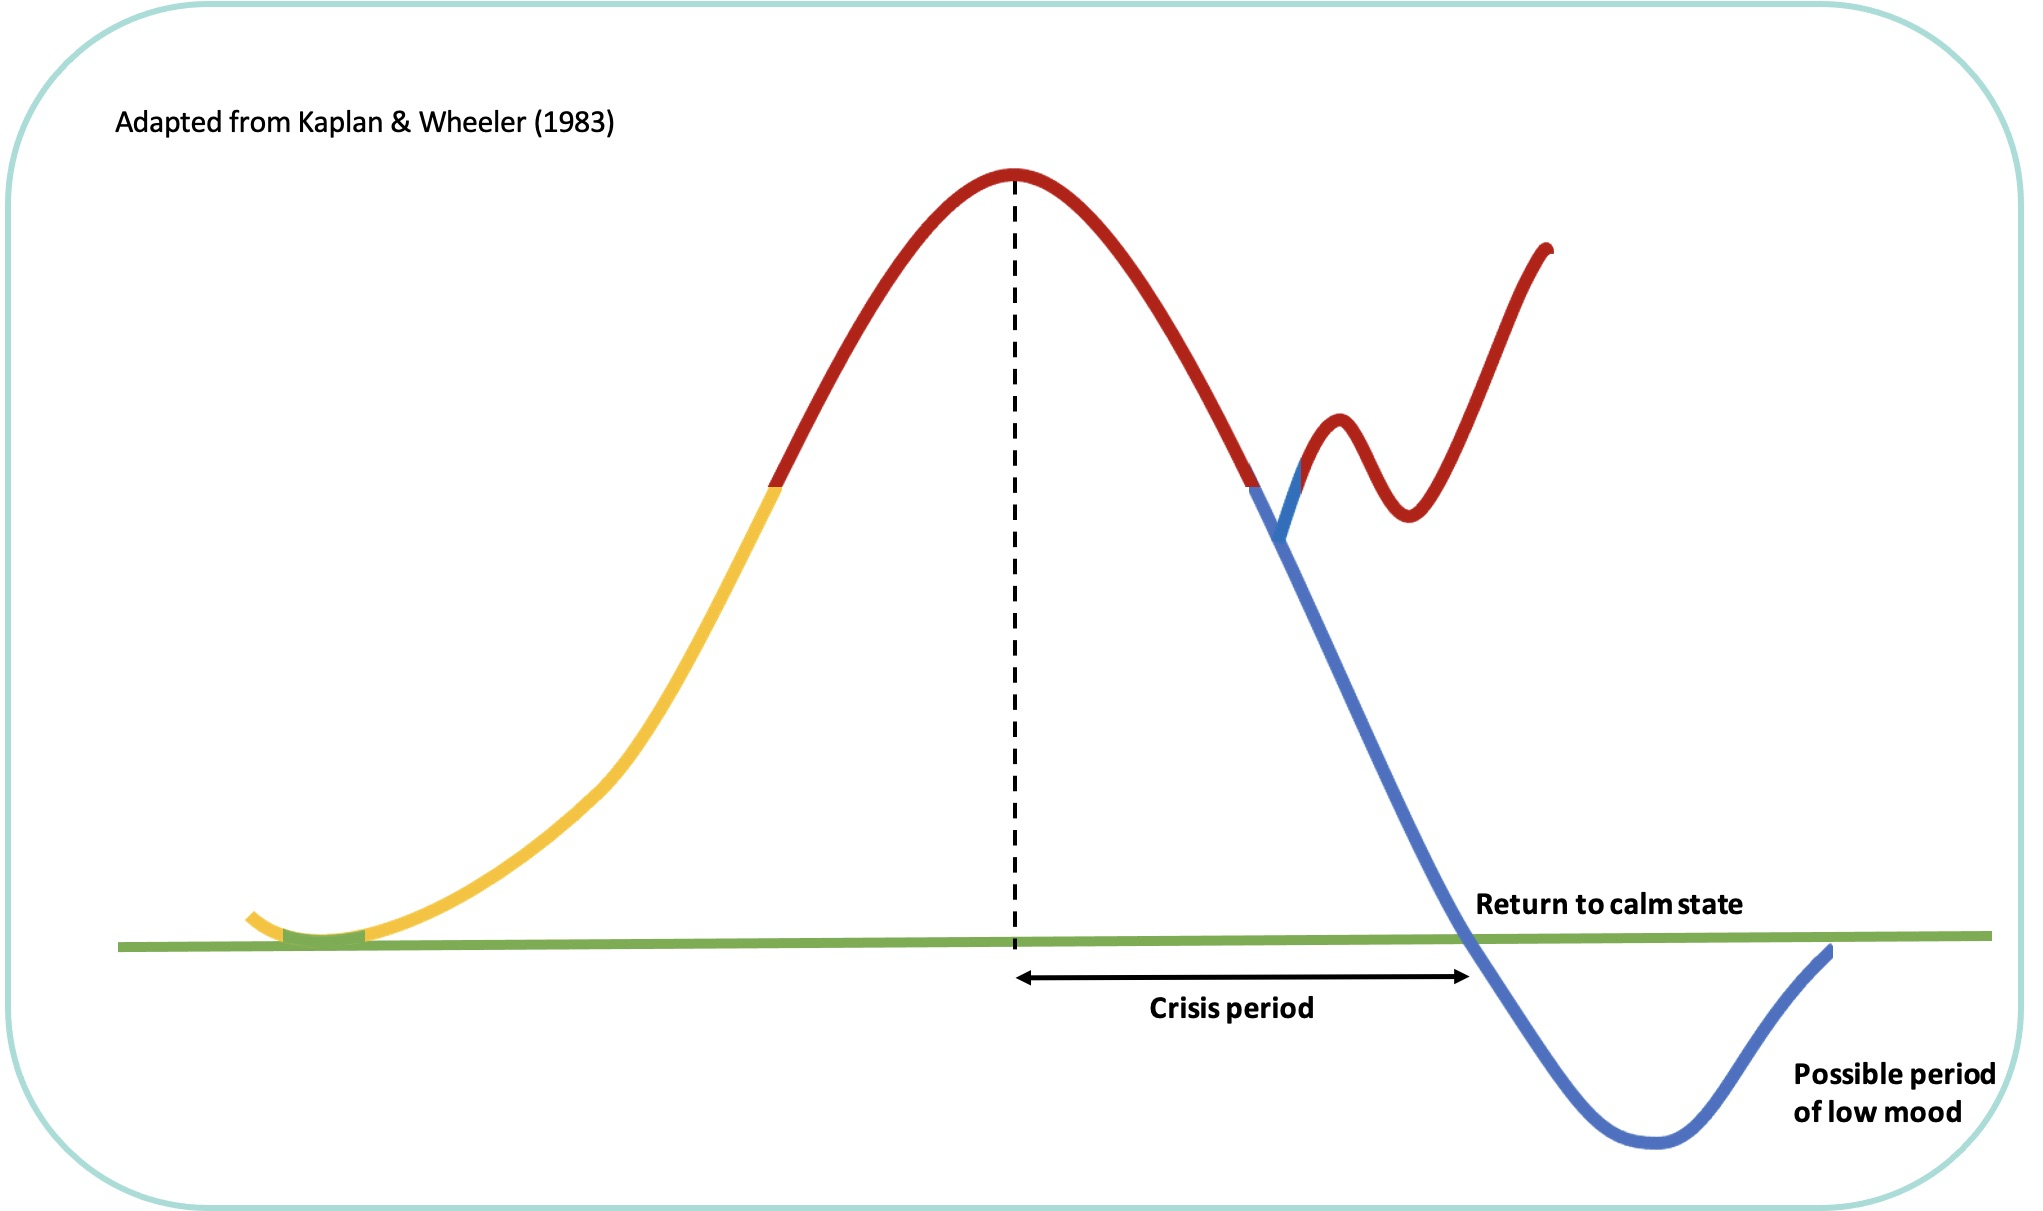 Adapted from Kaplan & Wheeler (1983)
Return to calm state
Crisis period
Possible period
of low mood